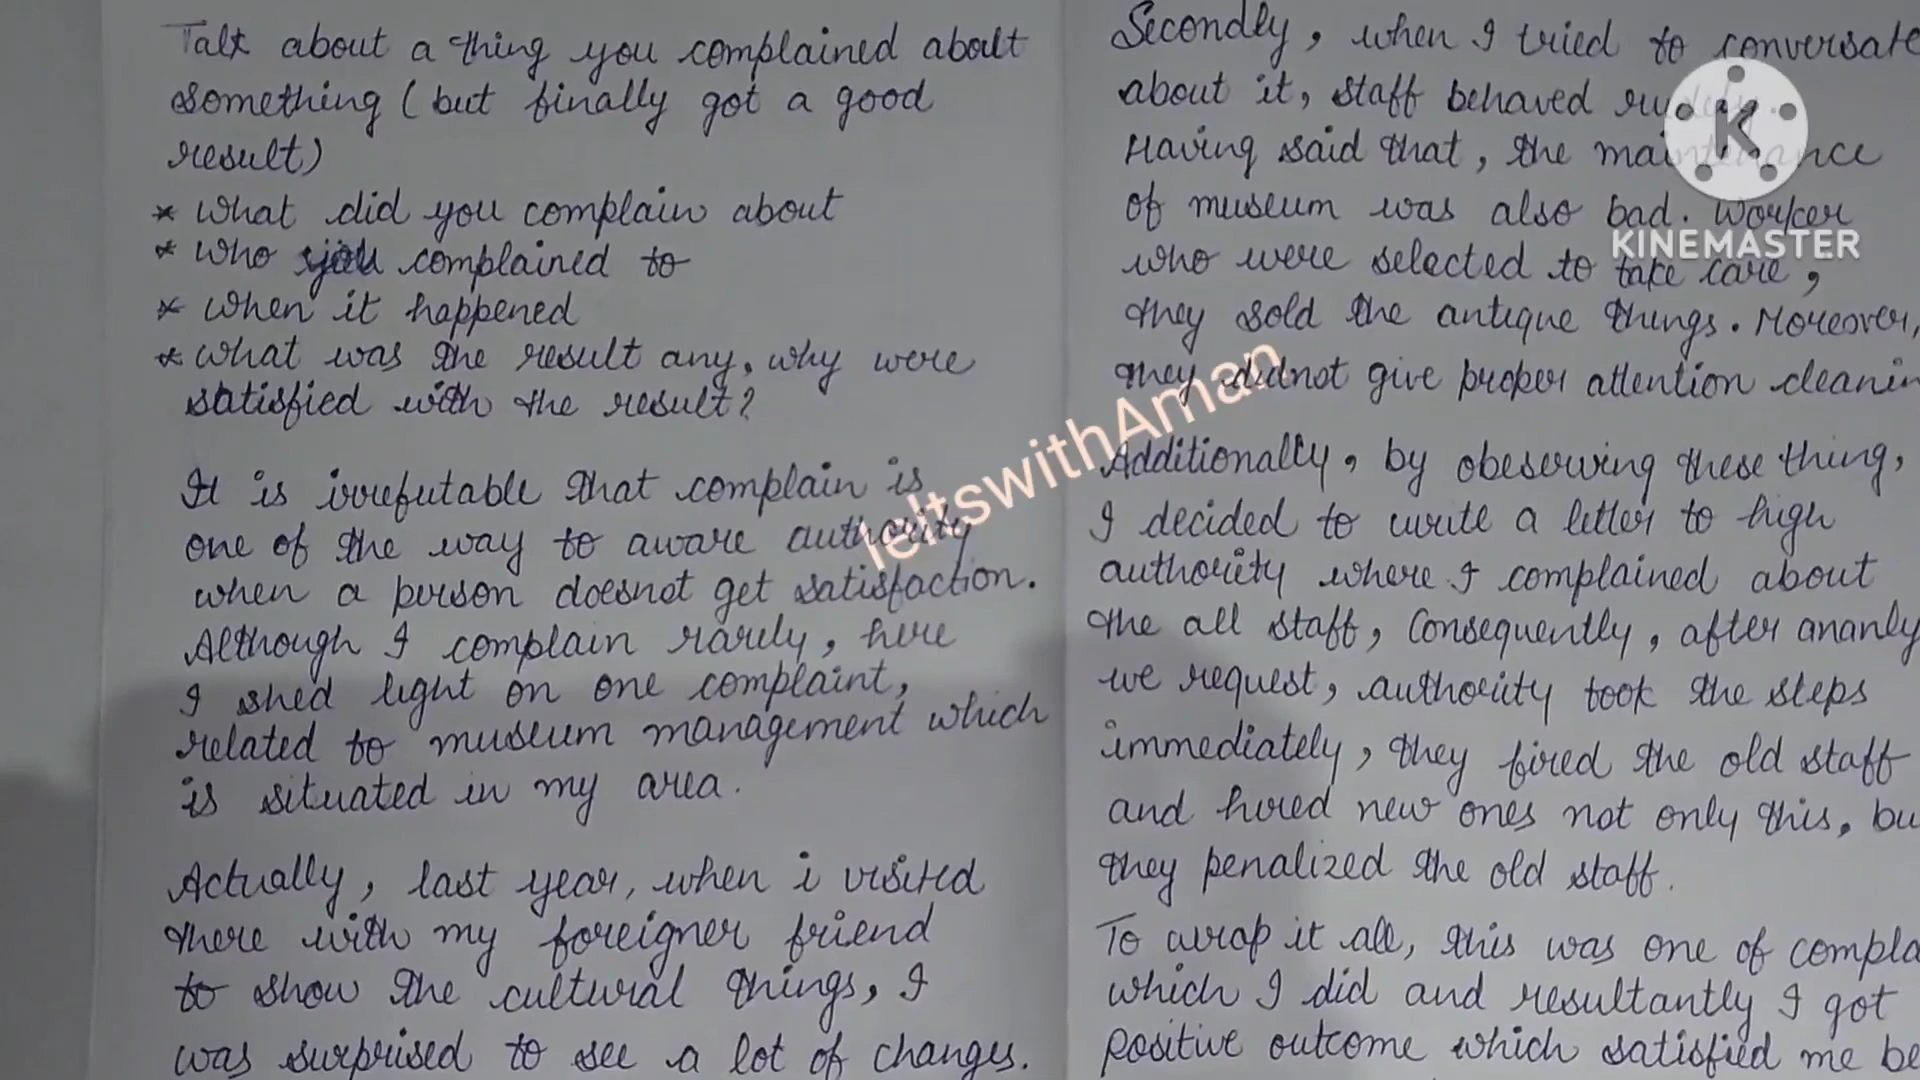 Talk about a thing you complained about
something (but finally got a good
result)
* What did you complain about
* Who you complained to
* When it happened
* What was the result any, why were
satisfied with the result?
It is irrefutable that complain is
one of the way to aware authority
when a person doesnot get satisfaction.
Although I complain rarely, here
I shed light on one complaint,
related to museum management which
is situated in my area.
Actually, last year, when i visited
there with my foreigner friend
to show the cultural things, I
was surprised to see a lot of changes.
Secondly, when I tried to conversate
about it, staff behaved rudely.
Having said that, the maintenance
of museum was also bad. Worker
who were selected to take care,
they sold the antique things. Moreover,
they didnot give proper attention cleanin
Additionally, by obeserving these thing,
I decided to write a letter to high
authority where I complained about
the all staff, Consequently, after ananly
we request, authority took the steps
immediately, they fired the old staff
and hired new ones not only this, bu
they penalized the old staff.
To wrap it all, this was one of compla
which I did and resultantly I got
positive outcome which satisfied me be
K
KINEMASTER
IeltswithAman